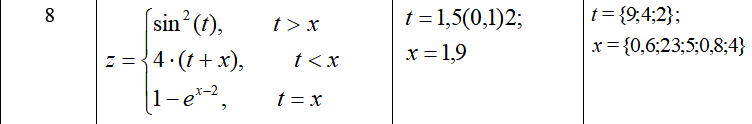 8
z = { sin²(t), t > x
4·(t + x), t < x
1 − eˣ⁻², t = x
t = 1,5(0,1)2;
x = 1,9
t = {9;4;2};
x = {0,6;23;5;0,8;4}